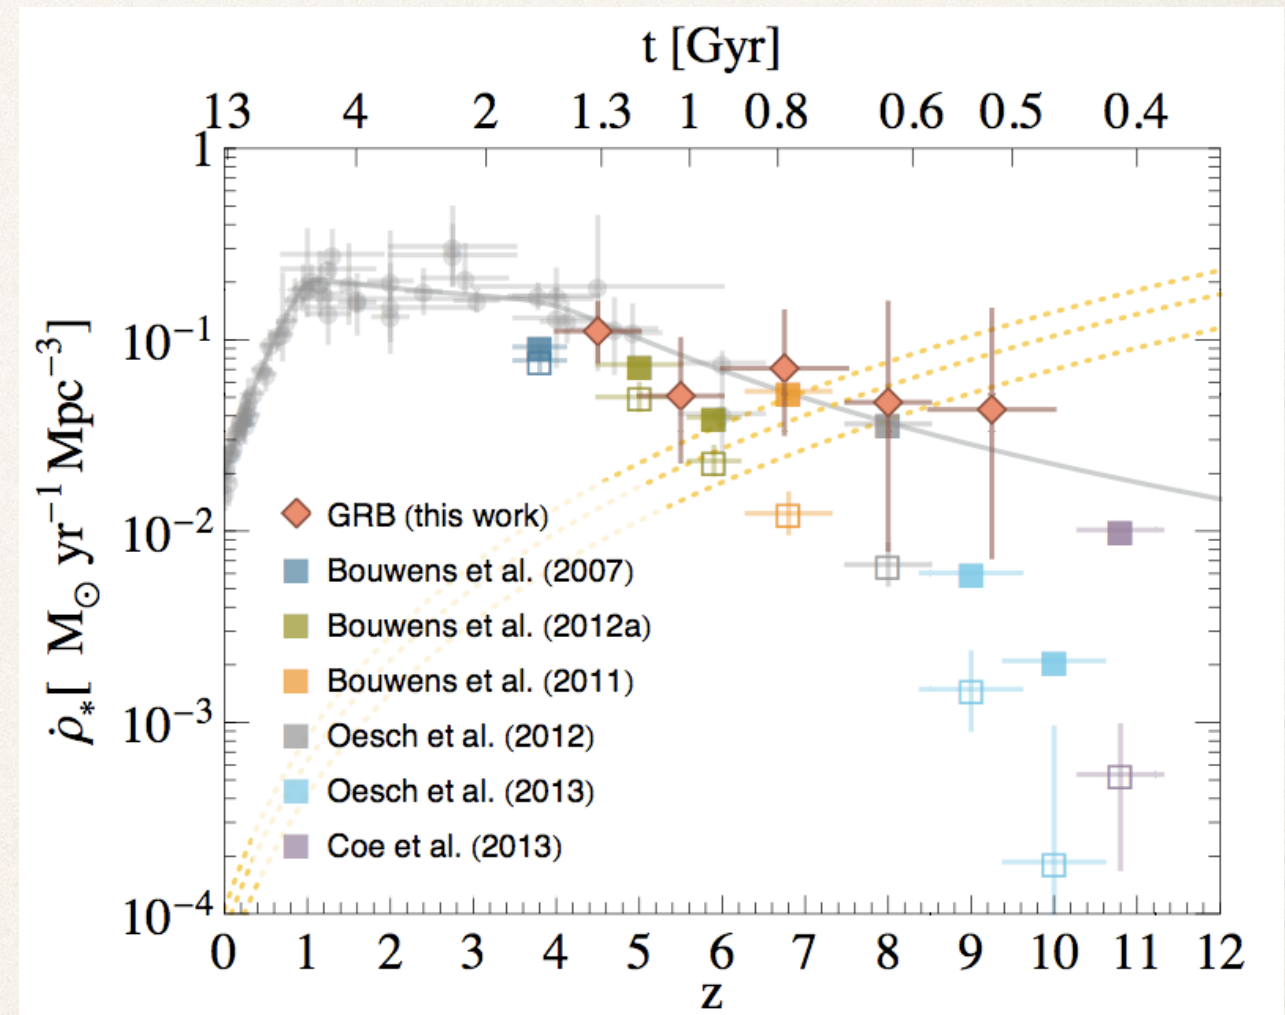 t [Gyr]
13 4 2 1.3 1 0.8 0.6 0.5 0.4
1
10⁻¹
10⁻²
10⁻³
10⁻⁴
ρ̇* [ M⊙ yr⁻¹ Mpc⁻³ ]
GRB (this work)
Bouwens et al. (2007)
Bouwens et al. (2012a)
Bouwens et al. (2011)
Oesch et al. (2012)
Oesch et al. (2013)
Coe et al. (2013)
0 1 2 3 4 5 6 7 8 9 10 11 12
z